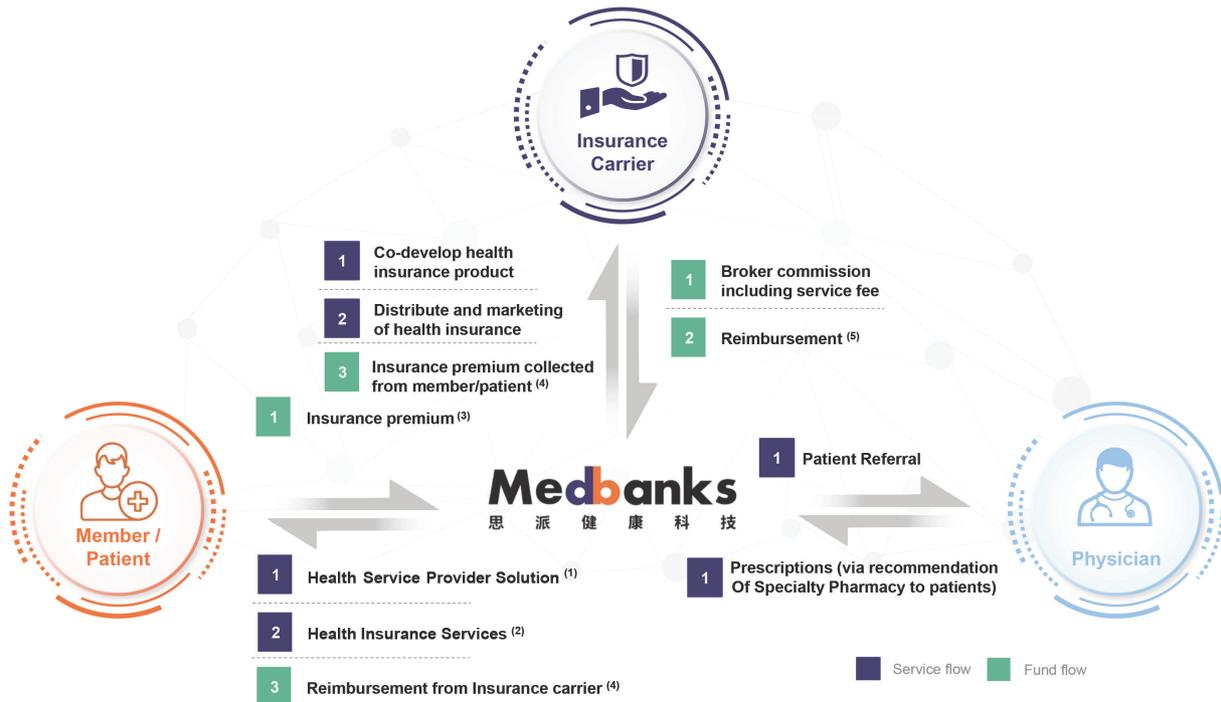 Insurance
Carrier
1
Co-develop health
insurance product
2
Distribute and marketing
of health insurance
3
Insurance premium collected
from member/patient (4)
1
Broker commission
including service fee
2
Reimbursement (5)
1
Insurance premium (3)
Member /
Patient
Medbanks
思派健康科技
1
Patient Referral
1
Prescriptions (via recommendation
Of Specialty Pharmacy to patients)
Physician
1
Health Service Provider Solution (1)
2
Health Insurance Services (2)
3
Reimbursement from Insurance carrier (4)
Service flow
Fund flow